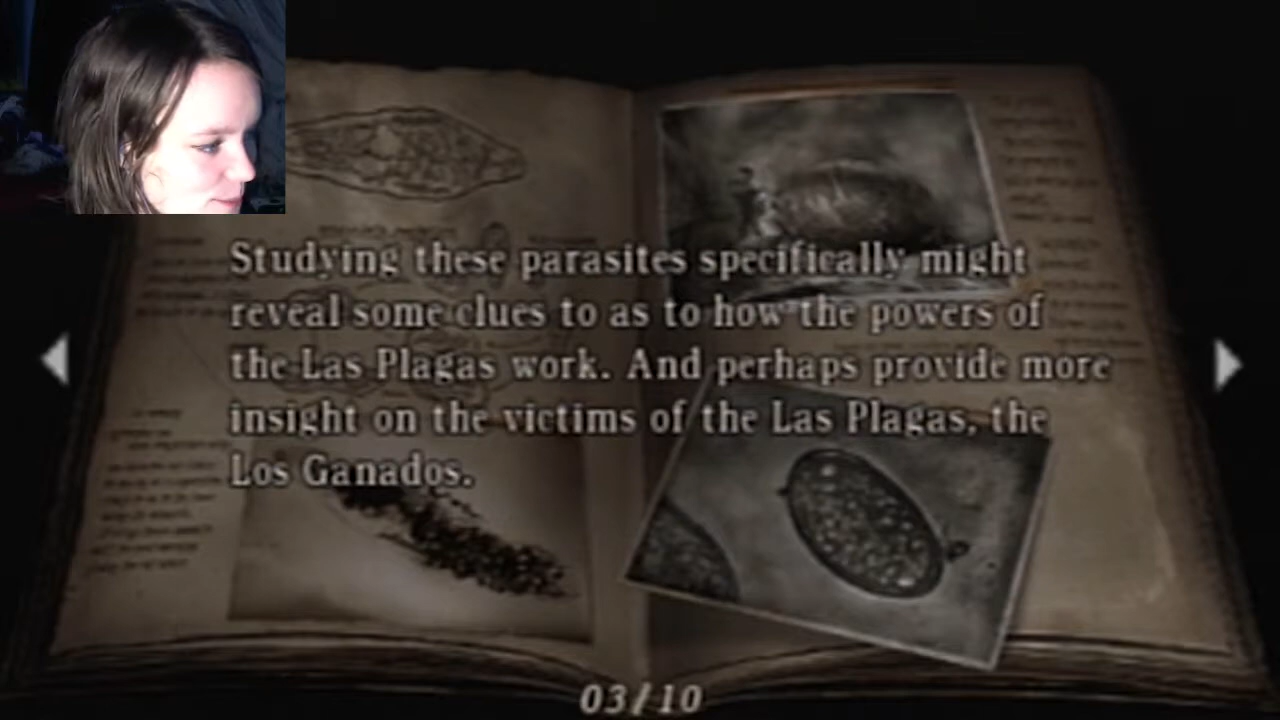 Studying these parasites specifically might
reveal some clues to as to how the powers of
the Las Plagas work. And perhaps provide more
insight on the victims of the Las Plagas, the
Los Ganados.
03/10